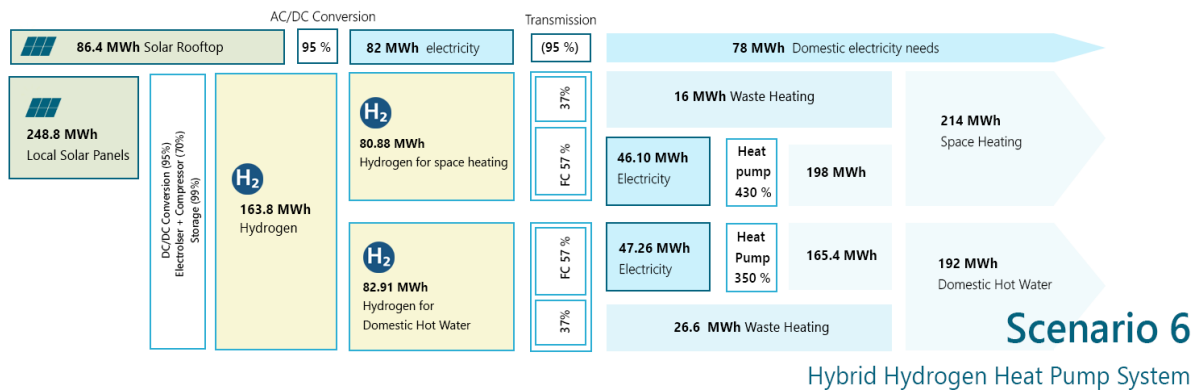 AC/DC Conversion
Transmission
86.4 MWh Solar Rooftop
95 %
82 MWh electricity
(95 %)
78 MWh Domestic electricity needs
248.8 MWh
Local Solar Panels
DC/DC Conversion (95%)
Electrolser + Compressor (70%)
Storage (99%)
H2
163.8 MWh
Hydrogen
H2
80.88 MWh
Hydrogen for space heating
37%
FC 57 %
16 MWh Waste Heating
46.10 MWh
Electricity
Heat
pump
430 %
198 MWh
214 MWh
Space Heating
H2
82.91 MWh
Hydrogen for
Domestic Hot Water
FC 57 %
37%
47.26 MWh
Electricity
Heat
Pump
350 %
165.4 MWh
192 MWh
Domestic Hot Water
26.6 MWh Waste Heating
Scenario 6
Hybrid Hydrogen Heat Pump System